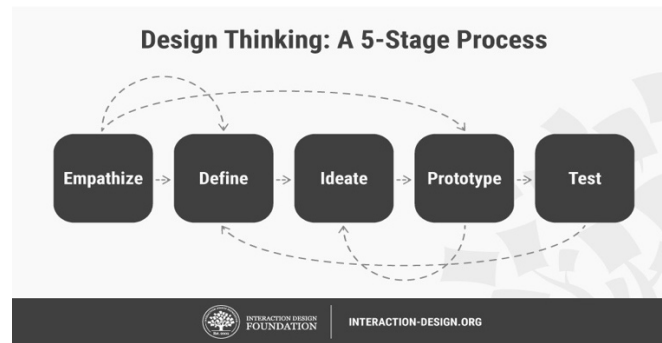 Design Thinking: A 5-Stage Process
Empathize
Define
Ideate
Prototype
Test
INTERACTION DESIGN
FOUNDATION
INTERACTION-DESIGN.ORG